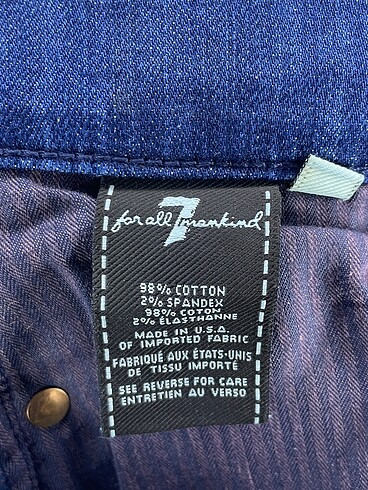 for all 7 mankind
98% COTTON
2% SPANDEX
98% COTON
2% ÉLASTHANNE
MADE IN U.S.A.
OF IMPORTED FABRIC
FABRIQUÉ AUX ÉTATS-UNIS
DE TISSU IMPORTÉ
SEE REVERSE FOR CARE
ENTRETIEN AU VERSO